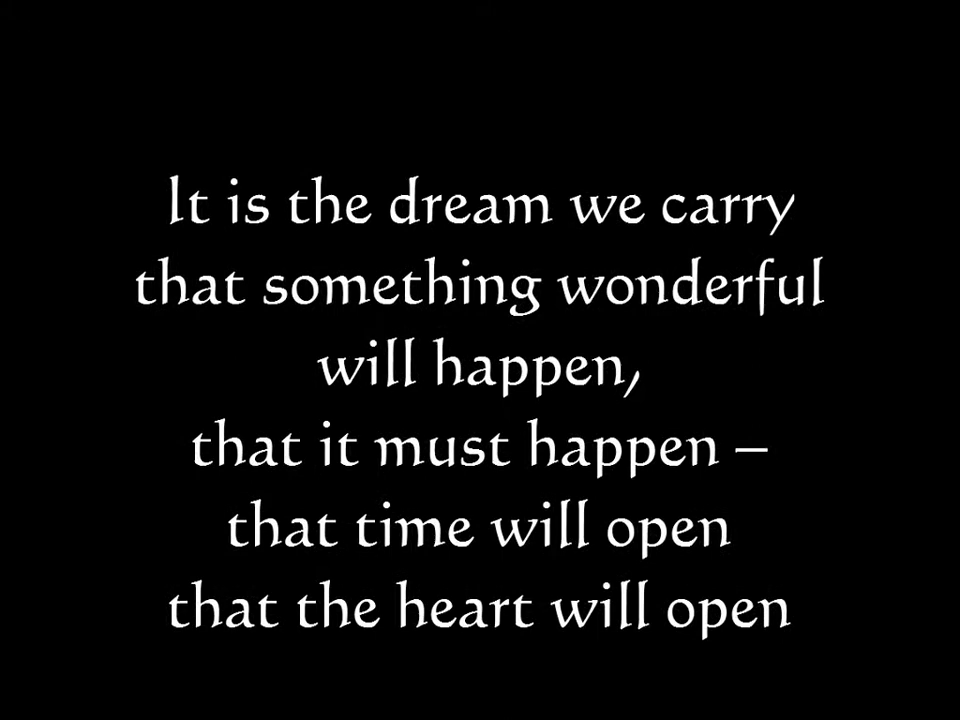 It is the dream we carry
that something wonderful
will happen,
that it must happen –
that time will open
that the heart will open